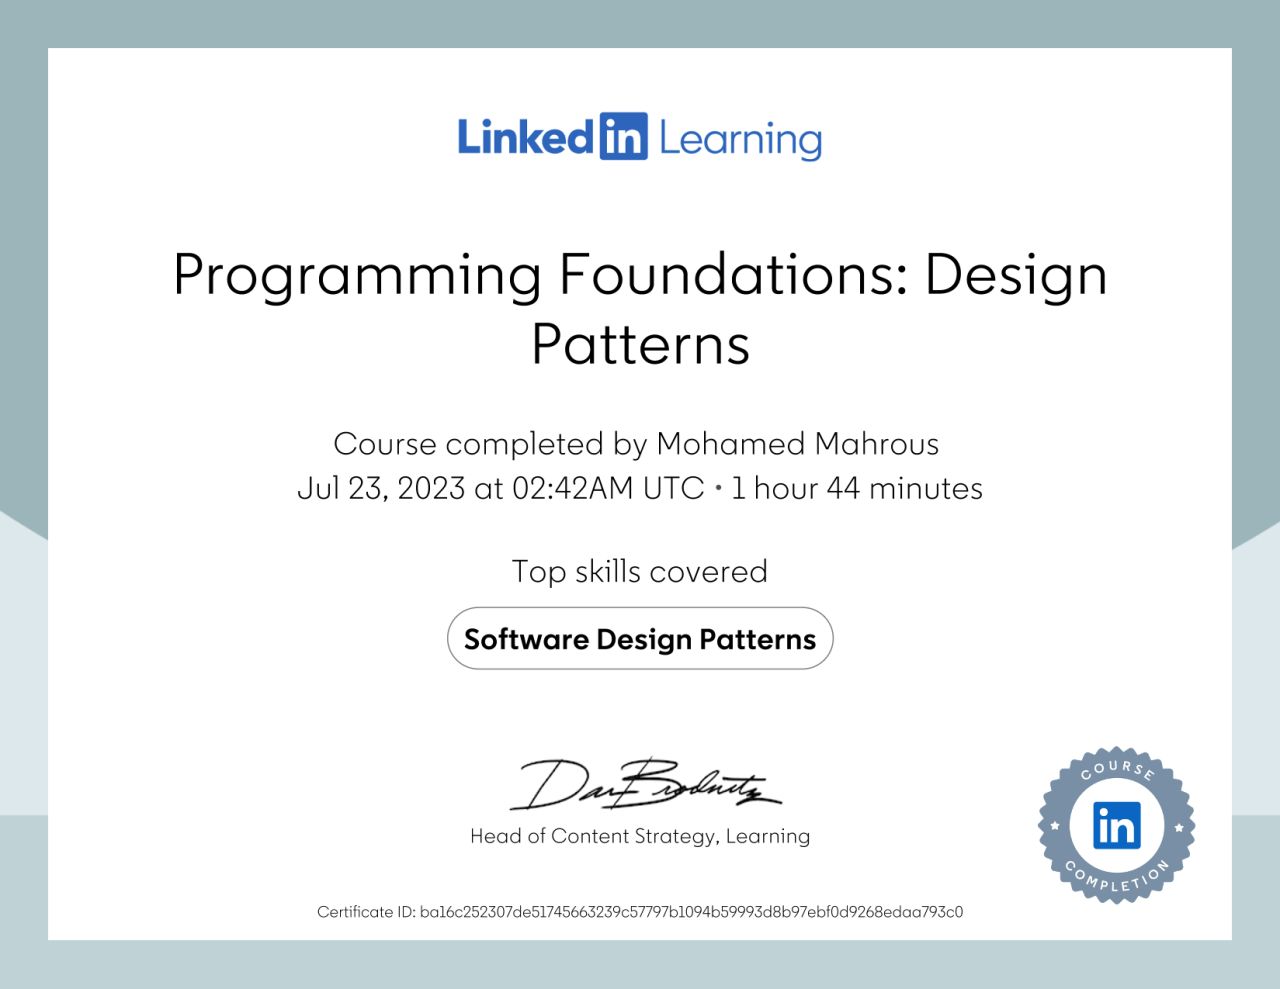 Linked in Learning
Programming Foundations: Design
Patterns
Course completed by Mohamed Mahrous
Jul 23, 2023 at 02:42AM UTC • 1 hour 44 minutes
Top skills covered
Software Design Patterns
Dan Brodnitz
Head of Content Strategy, Learning
COURSE
in
COMPLETION
Certificate ID: ba16c252307de51745663239c57797b1094b59993d8b97ebf0d9268edaa793c0